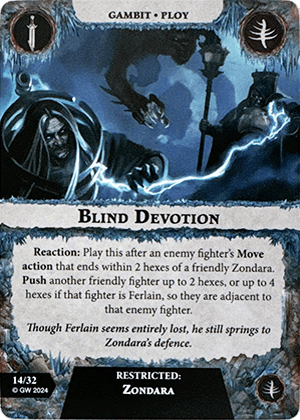 GAMBIT • PLOY
BLIND DEVOTION
Reaction: Play this after an enemy fighter's Move
action that ends within 2 hexes of a friendly Zondara.
Push another friendly fighter up to 2 hexes, or up to 4
hexes if that fighter is Ferlain, so they are adjacent to
that enemy fighter.
Though Ferlain seems entirely lost, he still springs to
Zondara's defence.
14/32
© GW 2024
RESTRICTED:
ZONDARA